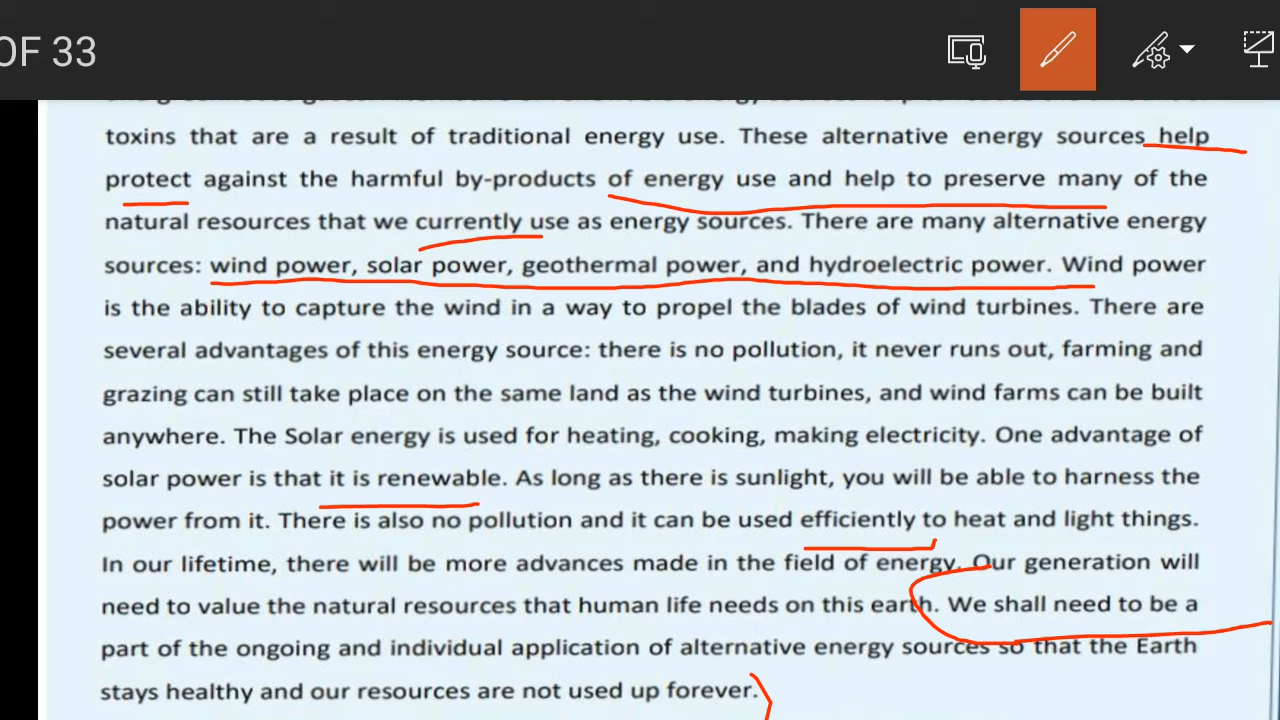 OF 33
toxins that are a result of traditional energy use. These alternative energy sources help
protect against the harmful by-products of energy use and help to preserve many of the
natural resources that we currently use as energy sources. There are many alternative energy
sources: wind power, solar power, geothermal power, and hydroelectric power. Wind power
is the ability to capture the wind in a way to propel the blades of wind turbines. There are
several advantages of this energy source: there is no pollution, it never runs out, farming and
grazing can still take place on the same land as the wind turbines, and wind farms can be built
anywhere. The Solar energy is used for heating, cooking, making electricity. One advantage of
solar power is that it is renewable. As long as there is sunlight, you will be able to harness the
power from it. There is also no pollution and it can be used efficiently to heat and light things.
In our lifetime, there will be more advances made in the field of energy. Our generation will
need to value the natural resources that human life needs on this earth. We shall need to be a
part of the ongoing and individual application of alternative energy sources so that the Earth
stays healthy and our resources are not used up forever.